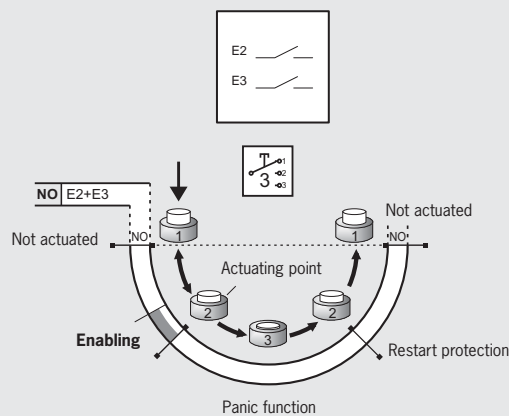 E2
E3
1
2
3
3
NO E2+E3
Not actuated
NO
1
1
NO
Not actuated
Actuating point
2
2
3
Enabling
Restart protection
Panic function